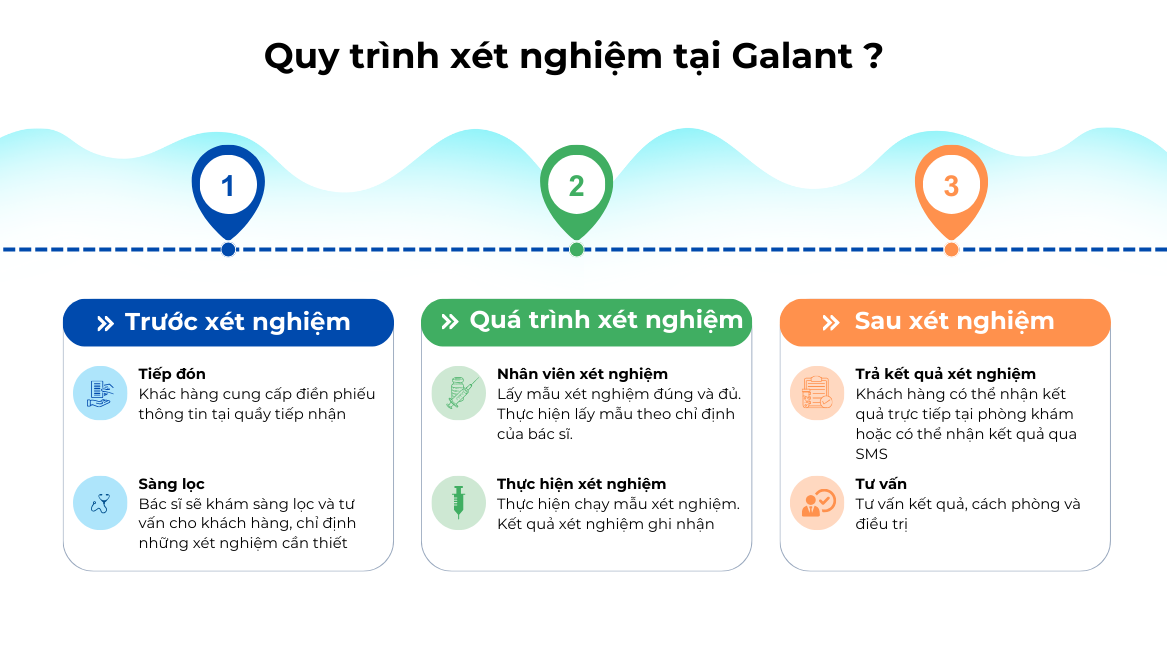 Quy trình xét nghiệm tại Galant ?
1
2
3
Trước xét nghiệm
Tiếp đón
Khác hàng cung cấp điền phiếu
thông tin tại quầy tiếp nhận
Sàng lọc
Bác sĩ sẽ khám sàng lọc và tư
vấn cho khách hàng, chỉ định
những xét nghiệm cần thiết
Quá trình xét nghiệm
Nhân viên xét nghiệm
Lấy mẫu xét nghiệm đúng và đủ.
Thực hiện lấy mẫu theo chỉ định
của bác sĩ.
Thực hiện xét nghiệm
Thực hiện chạy mẫu xét nghiệm.
Kết quả xét nghiệm ghi nhận
Sau xét nghiệm
Trả kết quả xét nghiệm
Khách hàng có thể nhận kết
quả trực tiếp tại phòng khám
hoặc có thể nhận kết quả qua
SMS
Tư vấn
Tư vấn kết quả, cách phòng và
điều trị